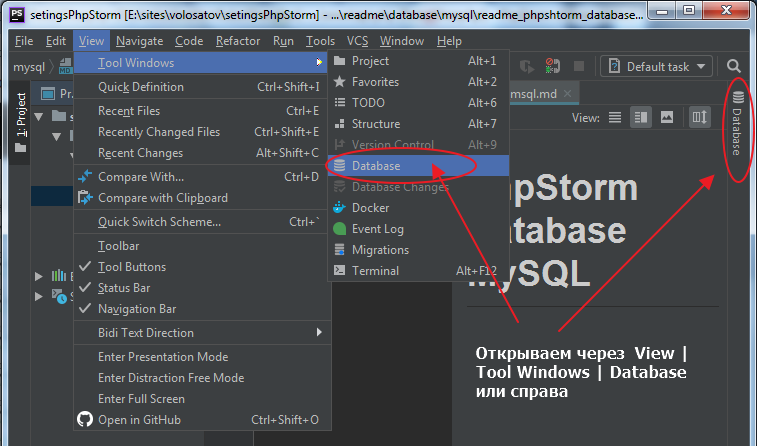 setingsPhpStorm [E:\sites\volosatov\setingsPhpStorm] - ...\readme\database\mysql\readme_phpshtorm_database...
File Edit View Navigate Code Refactor Run Tools VCS Window Help
mysql
MD
Default task
1: Project
Pr
Tool Windows
Quick Definition Ctrl+Shift+I
Recent Files Ctrl+E
Recently Changed Files Ctrl+Shift+E
Recent Changes Alt+Shift+C
Compare With... Ctrl+D
Compare with Clipboard
Quick Switch Scheme... Ctrl+`
Toolbar
Tool Buttons
Status Bar
Navigation Bar
Bidi Text Direction
Enter Presentation Mode
Enter Distraction Free Mode
Enter Full Screen
Open in GitHub Ctrl+Shift+O
Project Alt+1
Favorites Alt+2
TODO Alt+6
Structure Alt+7
Version Control Alt+9
Database
Database Changes
Docker
Event Log
Migrations
Terminal Alt+F12
msql.md
View:
Database
hpStorm
atabase
MySQL
Открываем через View |
Tool Windows | Database
или справа